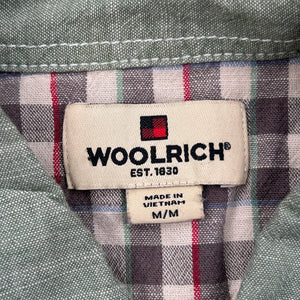 WOOLRICH®
EST. 1830
MADE IN
VIETNAM
M/M